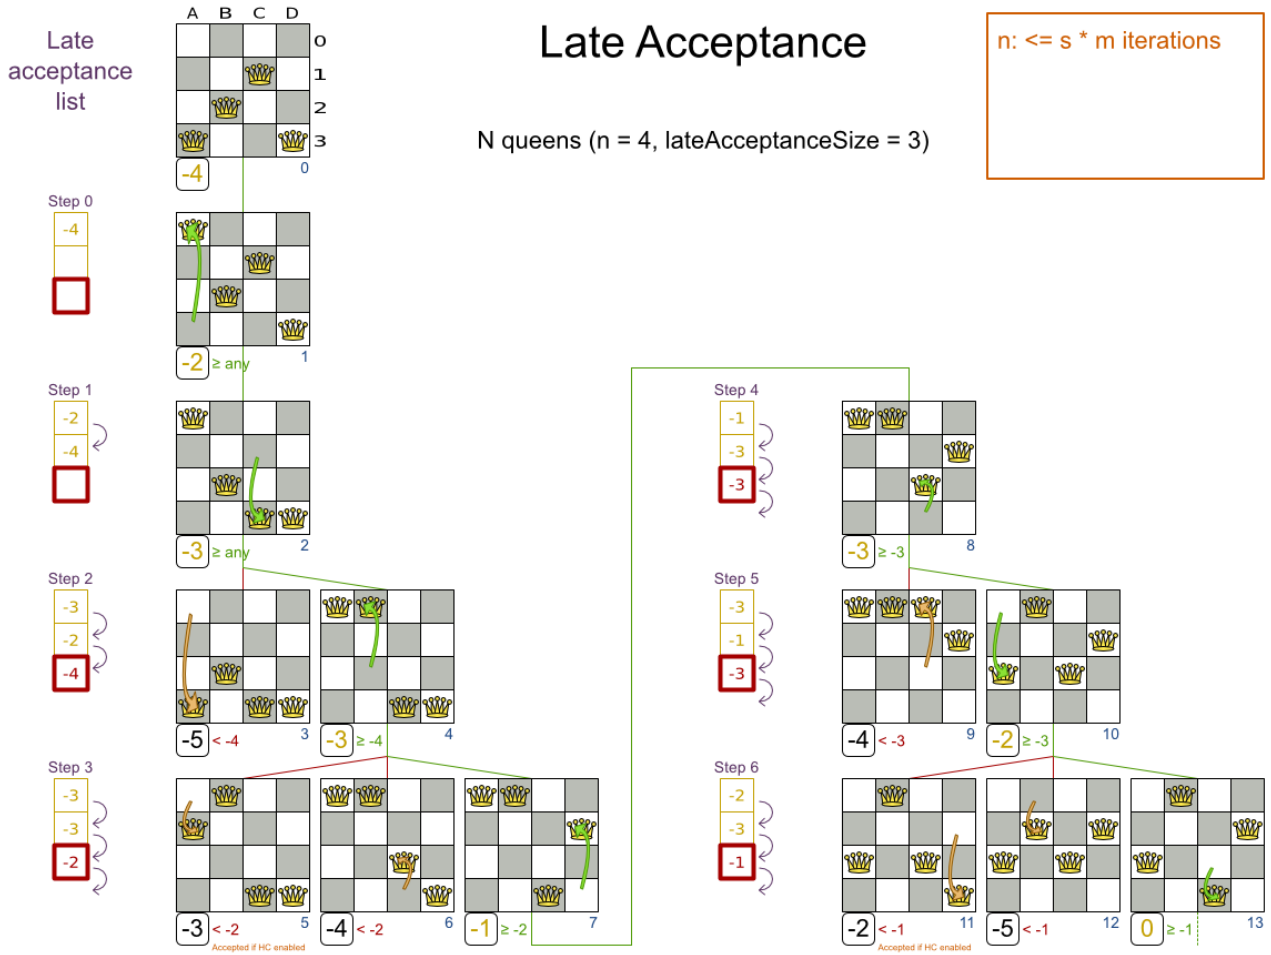 Late Acceptance
N queens (n = 4, lateAcceptanceSize = 3)
n: <= s * m iterations
Late
acceptance
list
A B C D
0
1
2
3
-4
0
Step 0
-4
-2 ≥ any
1
Step 1
-2
-4
-3 ≥ any
2
Step 2
-3
-2
-4
-5 < -4
3
-3 ≥ -4
4
Step 3
-3
-3
-2
-3 < -2
5
Accepted if HC enabled
-4 < -2
6
-1 ≥ -2
7
Step 4
-1
-3
-3
-3 ≥ -3
8
Step 5
-3
-1
-3
-4 < -3
9
-2 ≥ -3
10
Step 6
-2
-3
-1
-2 < -1
11
Accepted if HC enabled
-5 < -1
12
0 ≥ -1
13